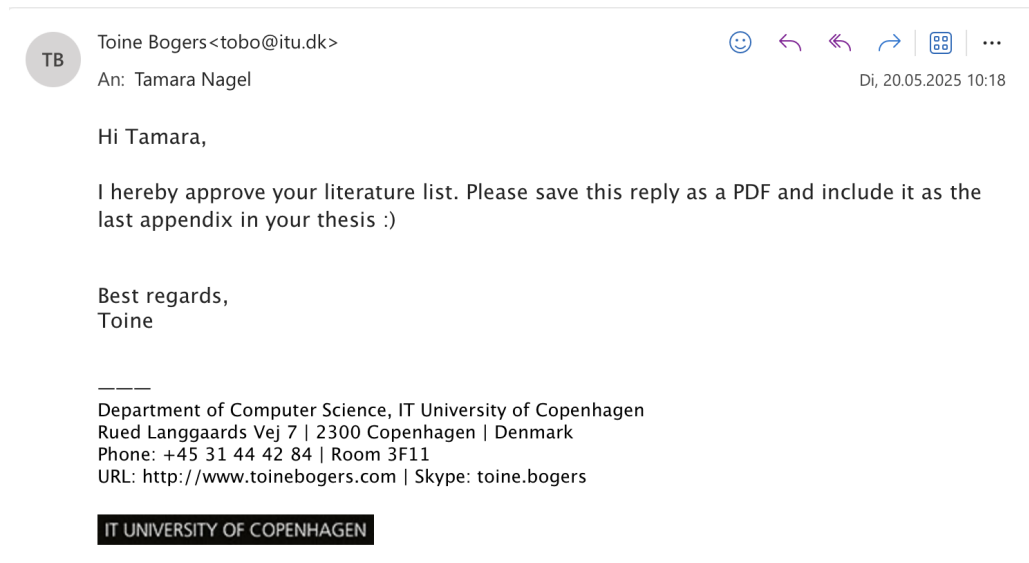 TB
Toine Bogers<tobo@itu.dk>
An: Tamara Nagel
Di, 20.05.2025 10:18
Hi Tamara,
I hereby approve your literature list. Please save this reply as a PDF and include it as the
last appendix in your thesis :)
Best regards,
Toine
———
Department of Computer Science, IT University of Copenhagen
Rued Langgaards Vej 7 | 2300 Copenhagen | Denmark
Phone: +45 31 44 42 84 | Room 3F11
URL: http://www.toinebogers.com | Skype: toine.bogers
IT UNIVERSITY OF COPENHAGEN